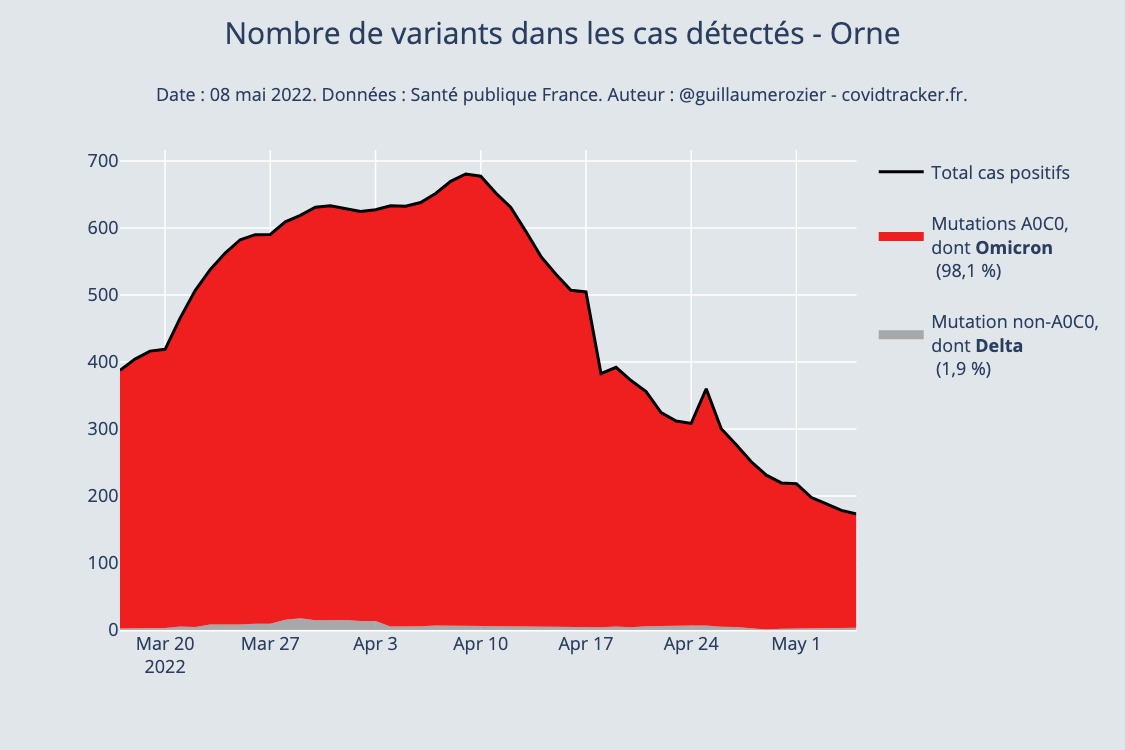 Nombre de variants dans les cas détectés - Orne
Date : 08 mai 2022. Données : Santé publique France. Auteur : @guillaumerozier - covidtracker.fr.
700
600
500
400
300
200
100
0
Mar 20
2022
Mar 27
Apr 3
Apr 10
Apr 17
Apr 24
May 1
Total cas positifs
Mutations A0C0,
dont Omicron
(98,1 %)
Mutation non-A0C0,
dont Delta
(1,9 %)